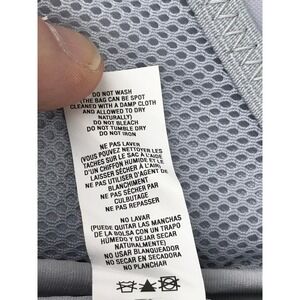 DO NOT WASH
(THE BAG CAN BE SPOT
CLEANED WITH A DAMP CLOTH
AND ALLOWED TO DRY
NATURALLY)
DO NOT BLEACH
DO NOT TUMBLE DRY
DO NOT IRON
NE PAS LAVER
(VOUS POUVEZ NETTOYER LES
TACHES SUR LE SAC À L'AIDE
D'UN CHIFFON HUMIDE ET LE
LAISSER SÉCHER À L'AIR)
NE PAS UTILISER D'AGENT DE
BLANCHIMENT
NE PAS SÉCHER PAR
CULBUTAGE
NE PAS REPASSER
NO LAVAR
(PUEDE QUITAR LAS MANCHAS
DE LA BOLSA CON UN TRAPO
HÚMEDO Y DEJAR SECAR
NATURALMENTE)
NO USAR BLANQUEADOR
NO SECAR EN SECADORA
NO PLANCHAR